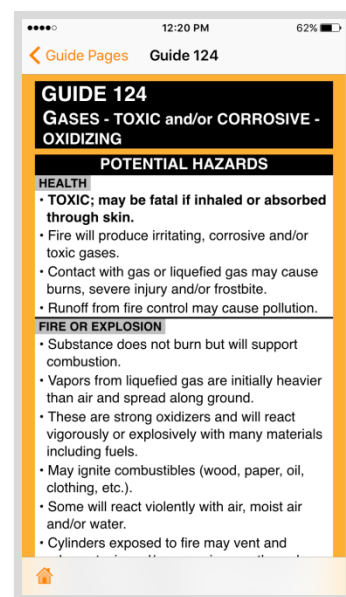 12:20 PM
62%
Guide Pages
Guide 124
GUIDE 124
GASES - TOXIC and/or CORROSIVE -
OXIDIZING
POTENTIAL HAZARDS
HEALTH
• TOXIC; may be fatal if inhaled or absorbed
through skin.
• Fire will produce irritating, corrosive and/or
toxic gases.
• Contact with gas or liquefied gas may cause
burns, severe injury and/or frostbite.
• Runoff from fire control may cause pollution.
FIRE OR EXPLOSION
• Substance does not burn but will support
combustion.
• Vapors from liquefied gas are initially heavier
than air and spread along ground.
• These are strong oxidizers and will react
vigorously or explosively with many materials
including fuels.
• May ignite combustibles (wood, paper, oil,
clothing, etc.).
• Some will react violently with air, moist air
and/or water.
• Cylinders exposed to fire may vent and